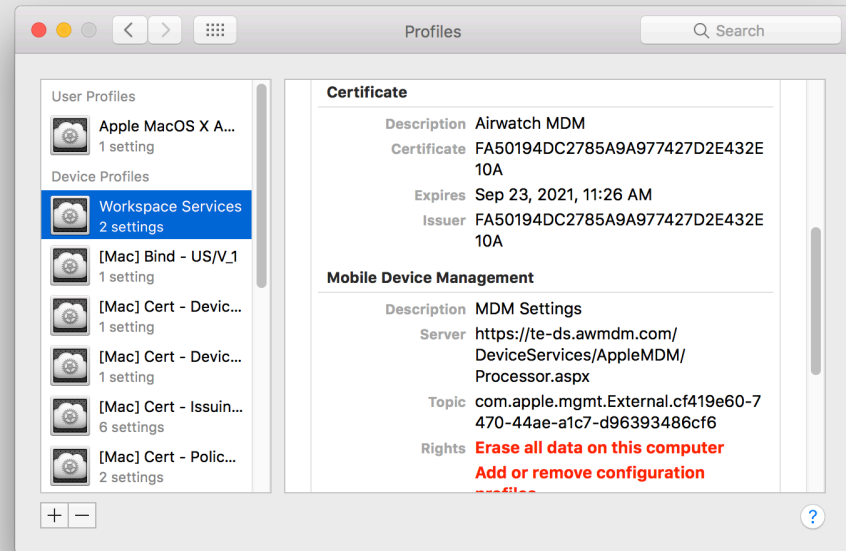 Profiles
Search
User Profiles
Apple MacOS X A...
1 setting
Device Profiles
Workspace Services
2 settings
[Mac] Bind - US/V_1
1 setting
[Mac] Cert - Devic...
1 setting
[Mac] Cert - Devic...
1 setting
[Mac] Cert - Issuin...
6 settings
[Mac] Cert - Polic...
2 settings
Certificate
Description Airwatch MDM
Certificate FA50194DC2785A9A977427D2E432E
10A
Expires Sep 23, 2021, 11:26 AM
Issuer FA50194DC2785A9A977427D2E432E
10A
Mobile Device Management
Description MDM Settings
Server https://te-ds.awmdm.com/
DeviceServices/AppleMDM/
Processor.aspx
Topic com.apple.mgmt.External.cf419e60-7
470-44ae-a1c7-d96393486cf6
Rights Erase all data on this computer
Add or remove configuration
profiles
+ −
?